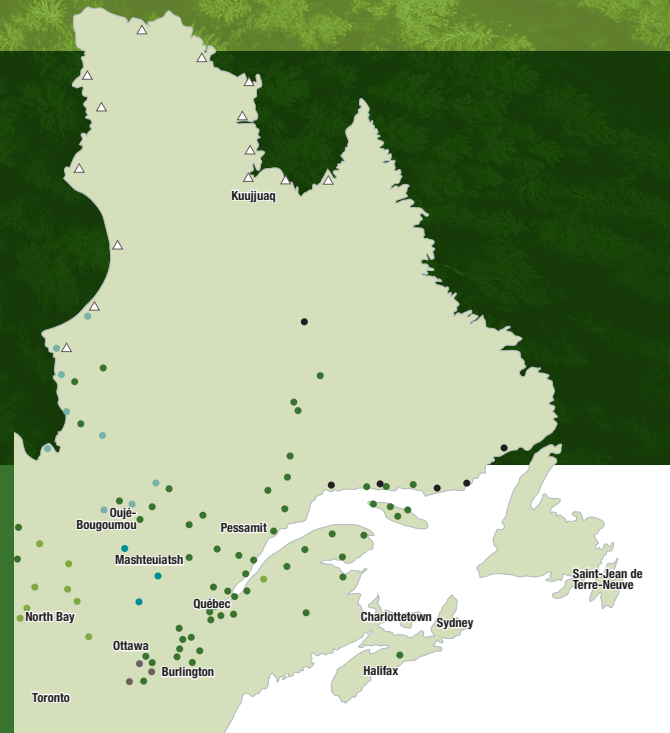 Kuujjuaq
Oujé-
Bougoumou
Pessamit
Mashteuiatsh
Saint-Jean de
Terre-Neuve
Québec
North Bay
Charlottetown
Sydney
Ottawa
Burlington
Halifax
Toronto